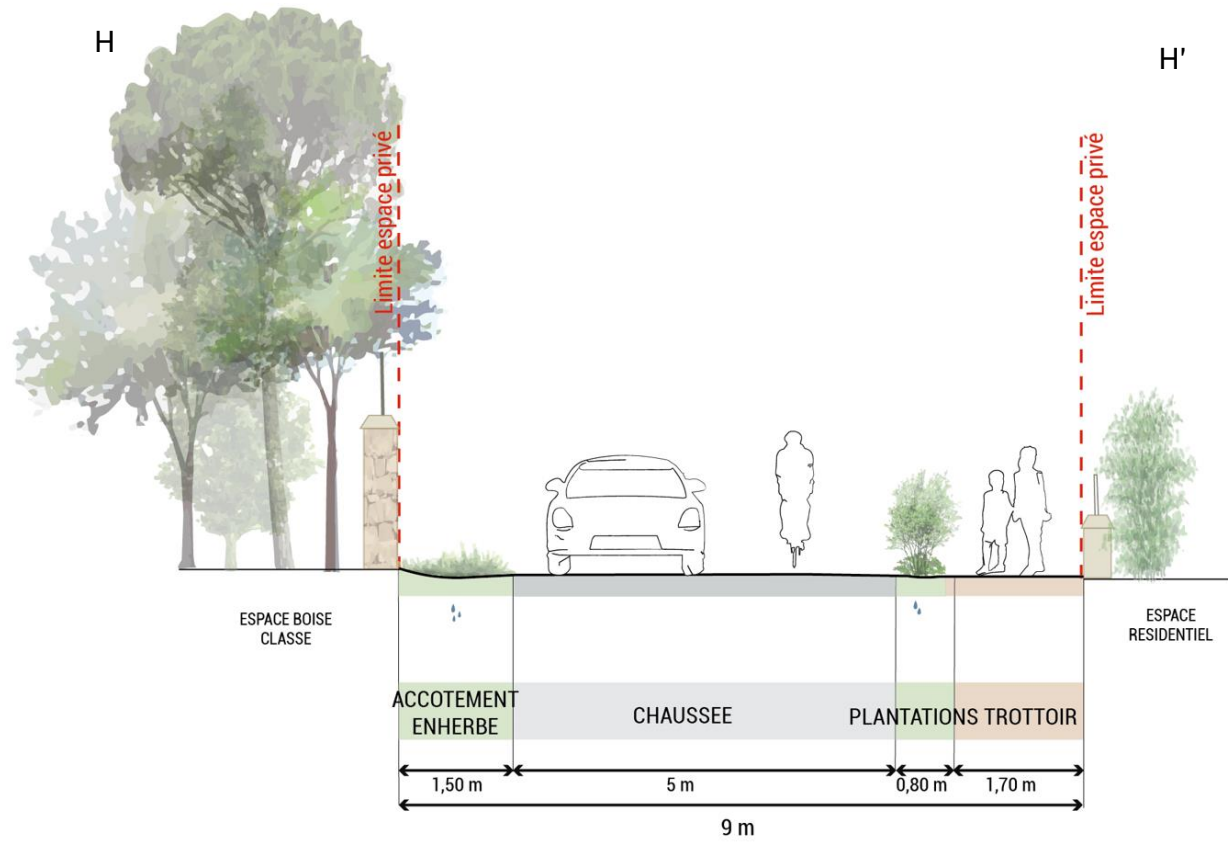 H
H'
Limite espace privé
Limite espace privé
ESPACE BOISE
CLASSE
ESPACE
RESIDENTIEL
ACCOTEMENT
ENHERBE
CHAUSSEE
PLANTATIONS
TROTTOIR
1,50 m
5 m
0,80 m
1,70 m
9 m